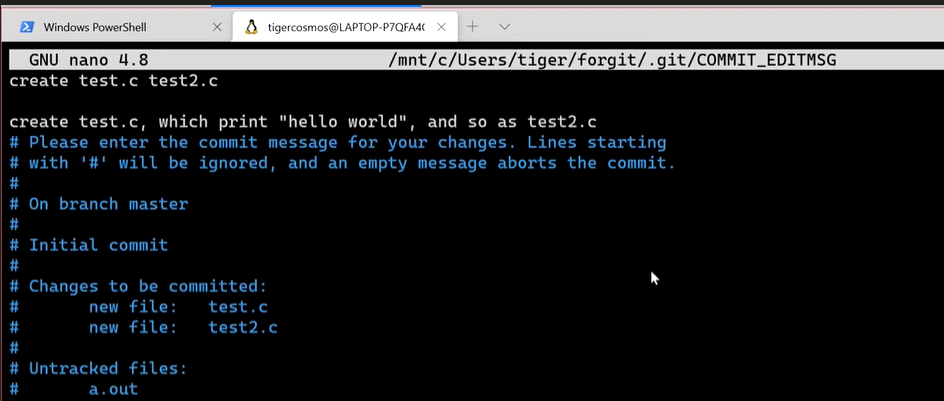 Windows PowerShell
tigercosmos@LAPTOP-P7QFA4
GNU nano 4.8 /mnt/c/Users/tiger/forgit/.git/COMMIT_EDITMSG
create test.c test2.c
create test.c, which print "hello world", and so as test2.c
# Please enter the commit message for your changes. Lines starting
# with '#' will be ignored, and an empty message aborts the commit.
#
# On branch master
#
# Initial commit
#
# Changes to be committed:
#       new file:   test.c
#       new file:   test2.c
#
# Untracked files:
#       a.out